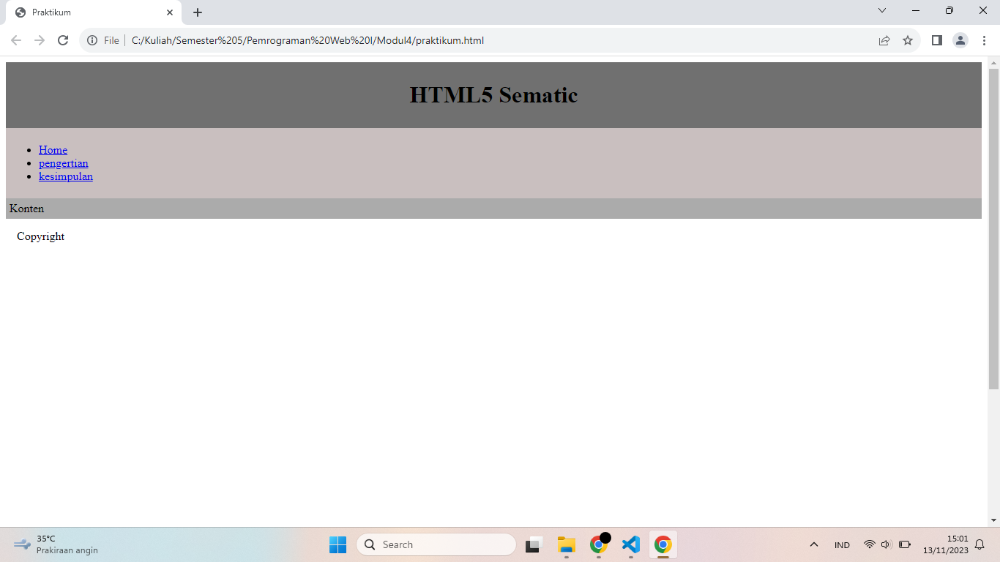 Praktikum
File
C:/Kuliah/Semester%205/Pemrograman%20Web%20I/Modul4/praktikum.html
HTML5 Sematic
Home
pengertian
kesimpulan
Konten
Copyright
35°C
Prakiraan angin
Search
IND
15:01
13/11/2023